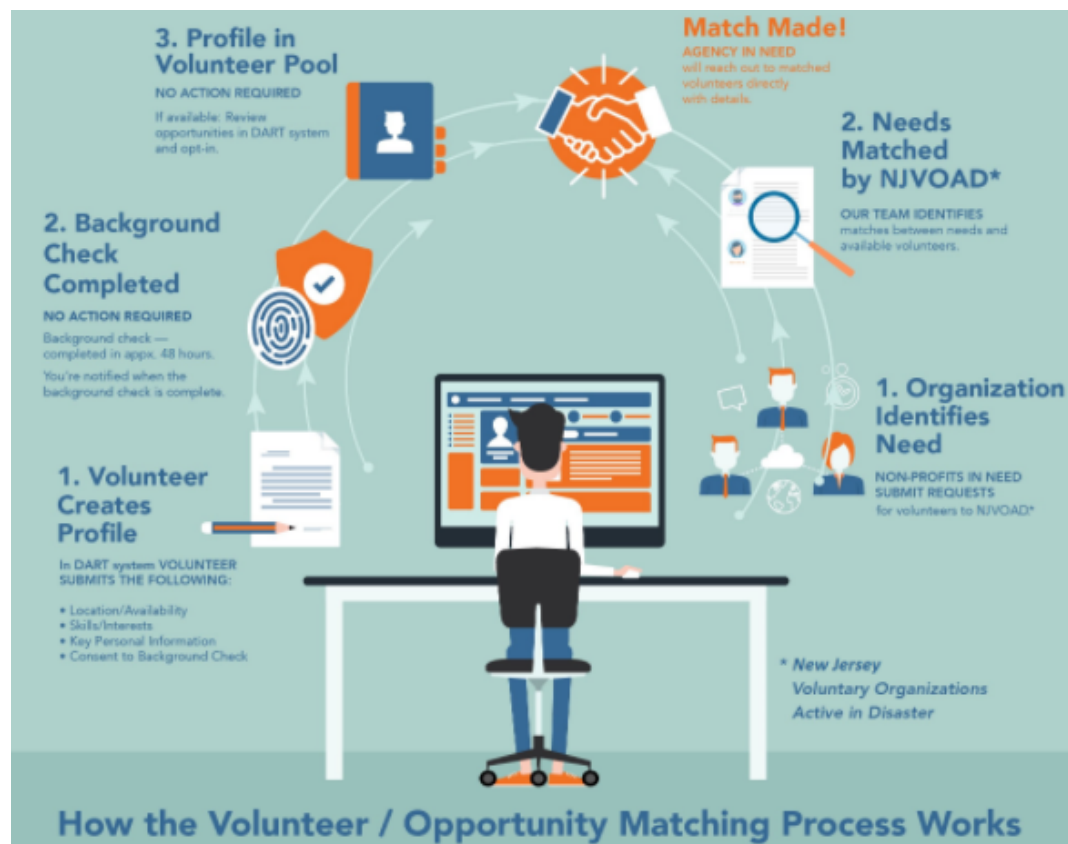 3. Profile in
Volunteer Pool
NO ACTION REQUIRED
If available: Review
opportunities in DART system
and opt-in.
Match Made!
AGENCY IN NEED
will reach out to matched
volunteers directly
with details.
2. Needs
Matched
by NJVOAD*
OUR TEAM IDENTIFIES
matches between needs and
available volunteers.
2. Background
Check
Completed
NO ACTION REQUIRED
Background check —
completed in appx. 48 hours.
You're notified when the
background check is complete.
1. Organization
Identifies
Need
NON-PROFITS IN NEED
SUBMIT REQUESTS
for volunteers to NJVOAD*
1. Volunteer
Creates
Profile
In DART system VOLUNTEER
SUBMITS THE FOLLOWING:
• Location/Availability
• Skills/Interests
• Key Personal Information
• Consent to Background Check
* New Jersey
Voluntary Organizations
Active in Disaster
How the Volunteer / Opportunity Matching Process Works